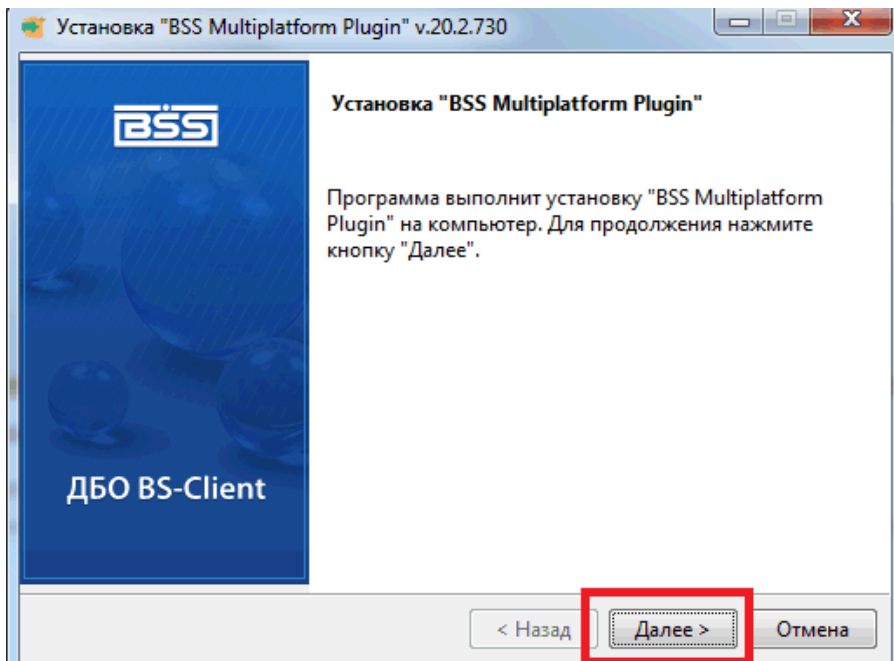 Установка "BSS Multiplatform Plugin" v.20.2.730
BSS
Установка "BSS Multiplatform Plugin"
Программа выполнит установку "BSS Multiplatform
Plugin" на компьютер. Для продолжения нажмите
кнопку "Далее".
ДБО BS-Client
< Назад
Далее >
Отмена